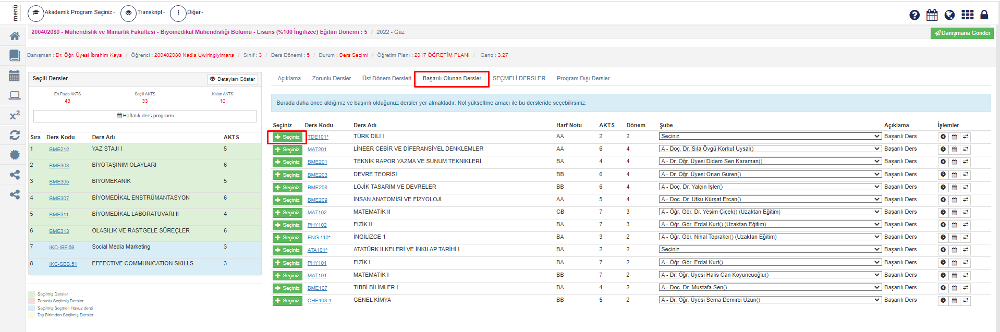 menü
Akademik Program Seçiniz - Transkript - Diğer -
200402080 - Mühendislik ve Mimarlık Fakültesi - Biyomedikal Mühendisliği Bölümü - Lisans (%100 İngilizce) Eğitim Dönemi : 5 / 2022 - Güz
Danışmana Gönder
Danışman : Dr. Öğr. Üyesi İbrahim Kaya / Öğrenci : 200402080 Nadia Uwiringiyimana / Sınıf : 3 / Ders Dönemi : 5 / Durum : Ders Seçimi / Öğretim Planı : 2017 ÖĞRETİM PLANI / Gano : 3.27
Seçili Dersler
Detayları Göster
En Fazla AKTS Seçili AKTS Kalan AKTS
43 33 10
Haftalık ders programı
Sıra Ders Kodu Ders Adı AKTS
1 BME212 YAZ STAJI I 5
2 BME303 BİYOTAŞINIM OLAYLARI 6
3 BME305 BİYOMEKANİK 5
4 BME307 BİYOMEDİKAL ENSTRÜMANTASYON 6
5 BME311 BİYOMEDİKAL LABORATUVARI II 4
6 BME313 OLASILIK VE RASTGELE SÜREÇLER 6
7 IKC-IBF.69 Social Media Marketing 3
8 IKC-SBB.51 EFFECTIVE COMMUNICATION SKILLS 3
Seçilmiş Dersler
Zorunlu Seçilmiş Dersler
Seçilmiş Seçmeli Havuz dersi
Dış Birimden Seçilmiş Dersler
Açıklama Zorunlu Dersler Üst Dönem Dersleri Başarılı Olunan Dersler SEÇMELİ DERSLER Program Dışı Dersler
Burada daha önce aldığınız ve başarılı olduğunuz dersler yer almaktadır. Not yükseltme amacı ile bu dersleride seçebilirsiniz.
Seçiniz Ders Kodu Ders Adı Harf Notu AKTS Dönem Şube Açıklama İşlemler
Seçiniz TDE101* TÜRK DİLİ I AA 2 2 Seçiniz Başarılı Ders
Seçiniz MAT201 LİNEER CEBİR VE DİFERANSİYEL DENKLEMLER AA 6 4 A - Doç. Dr. Sıla Övgü Korkut Uysal() Başarılı Ders
Seçiniz BME201 TEKNİK RAPOR YAZMA VE SUNUM TEKNİKLERİ BA 4 4 A - Dr. Öğr. Üyesi Didem Şen Karaman() Başarılı Ders
Seçiniz BME203 DEVRE TEORİSİ BB 6 4 A - Dr. Öğr. Üyesi Onan Güren() Başarılı Ders
Seçiniz BME208 LOJİK TASARIM VE DEVRELER BB 6 4 A - Doç. Dr. Yalçın İşler() Başarılı Ders
Seçiniz BME209 İNSAN ANATOMİSİ VE FİZYOLOJİ AA 5 4 A - Doç. Dr. Utku Kürşat Ercan() Başarılı Ders
Seçiniz MAT102 MATEMATİK II CB 7 3 A - Öğr. Gör. Dr. Yeşim Çiçek() (Uzaktan Eğitim) Başarılı Ders
Seçiniz PHY102 FİZİK II BA 7 3 A - Öğr. Gör. Erdal Kurt() (Uzaktan Eğitim) Başarılı Ders
Seçiniz ENG 110* İNGİLİZCE 1 BA 3 2 A - Öğr. Gör. Nihal Toprakcı() (Uzaktan Eğitim) Başarılı Ders
Seçiniz ATA101* ATATÜRK İLKELERİ VE İNKILAP TARİHİ I BA 2 2 Seçiniz Başarılı Ders
Seçiniz PHY101 FİZİK I BA 7 2 A - Öğr. Gör. Erdal Kurt() Başarılı Ders
Seçiniz MAT101 MATEMATİK I BB 7 2 A - Dr. Öğr. Üyesi Halis Can Koyuncuoğlu() Başarılı Ders
Seçiniz BME107 TIBBİ BİLİMLER I BA 4 2 A - Doç. Dr. Mustafa Şen() Başarılı Ders
Seçiniz CHE103.1 GENEL KİMYA BB 5 2 A - Dr. Öğr. Üyesi Sema Demirci Uzun() Başarılı Ders